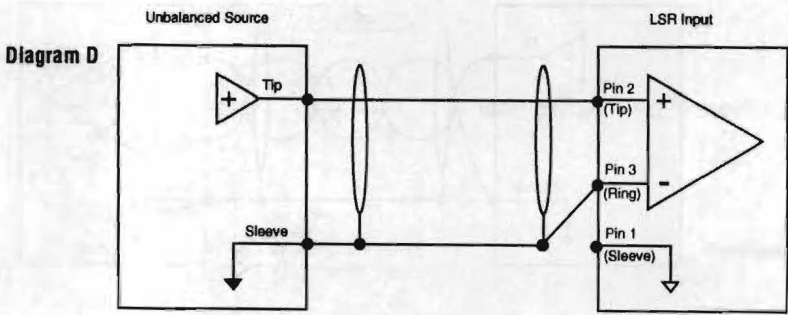 Unbalanced Source
LSR Input
Diagram D
Tip
+
Pin 2
(Tip)
+
Pin 3
(Ring)
-
Sleeve
Pin 1
(Sleeve)